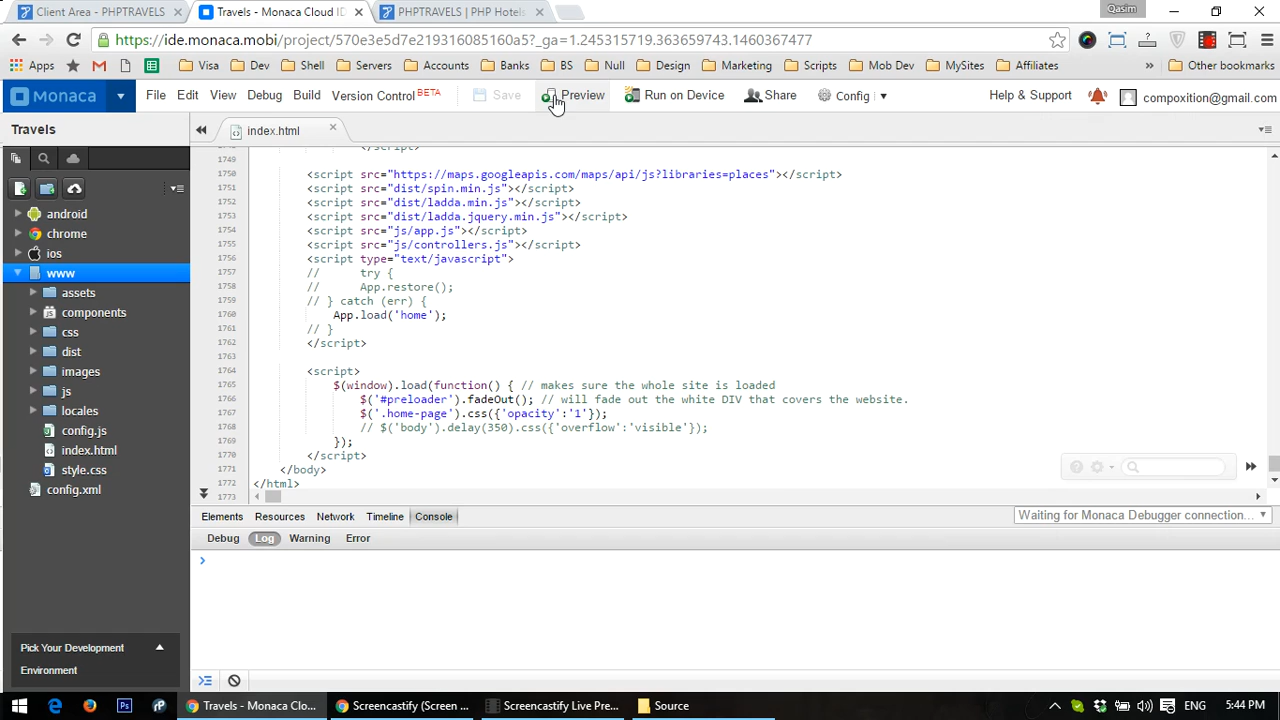 Client Area - PHPTRAVELS
Travels - Monaca Cloud ID
PHPTRAVELS | PHP Hotels
Qasim
https://ide.monaca.mobi/project/570e3e5d7e219316085160a5?_ga=1.245315719.363659743.1460367477
Apps Visa Dev Shell Servers Accounts Banks BS Null Design Marketing Scripts Mob Dev MySites Affiliates » Other bookmarks
Monaca File Edit View Debug Build Version Control BETA Save Preview Run on Device Share Config Help & Support compoxition@gmail.com
Travels
index.html
android
chrome
ios
www
assets
components
css
dist
images
js
locales
config.js
index.html
style.css
config.xml
Pick Your Development
Environment
1749
1750 <script src="https://maps.googleapis.com/maps/api/js?libraries=places"></script>
1751 <script src="dist/spin.min.js"></script>
1752 <script src="dist/ladda.min.js"></script>
1753 <script src="dist/ladda.jquery.min.js"></script>
1754 <script src="js/app.js"></script>
1755 <script src="js/controllers.js"></script>
1756 <script type="text/javascript">
1757 // try {
1758 // App.restore();
1759 // } catch (err) {
1760 App.load('home');
1761 // }
1762 </script>
1763
1764 <script>
1765 $(window).load(function() { // makes sure the whole site is loaded
1766 $('#preloader').fadeOut(); // will fade out the white DIV that covers the website.
1767 $('.home-page').css({'opacity':'1'});
1768 // $('body').delay(350).css({'overflow':'visible'});
1769 });
1770 </script>
1771 </body>
1772 </html>
1773
Elements Resources Network Timeline Console
Waiting for Monaca Debugger connection...
Debug Log Warning Error
Travels - Monaca Clo...
Screencastify (Screen ...
Screencastify Live Pre...
Source
ENG
5:44 PM